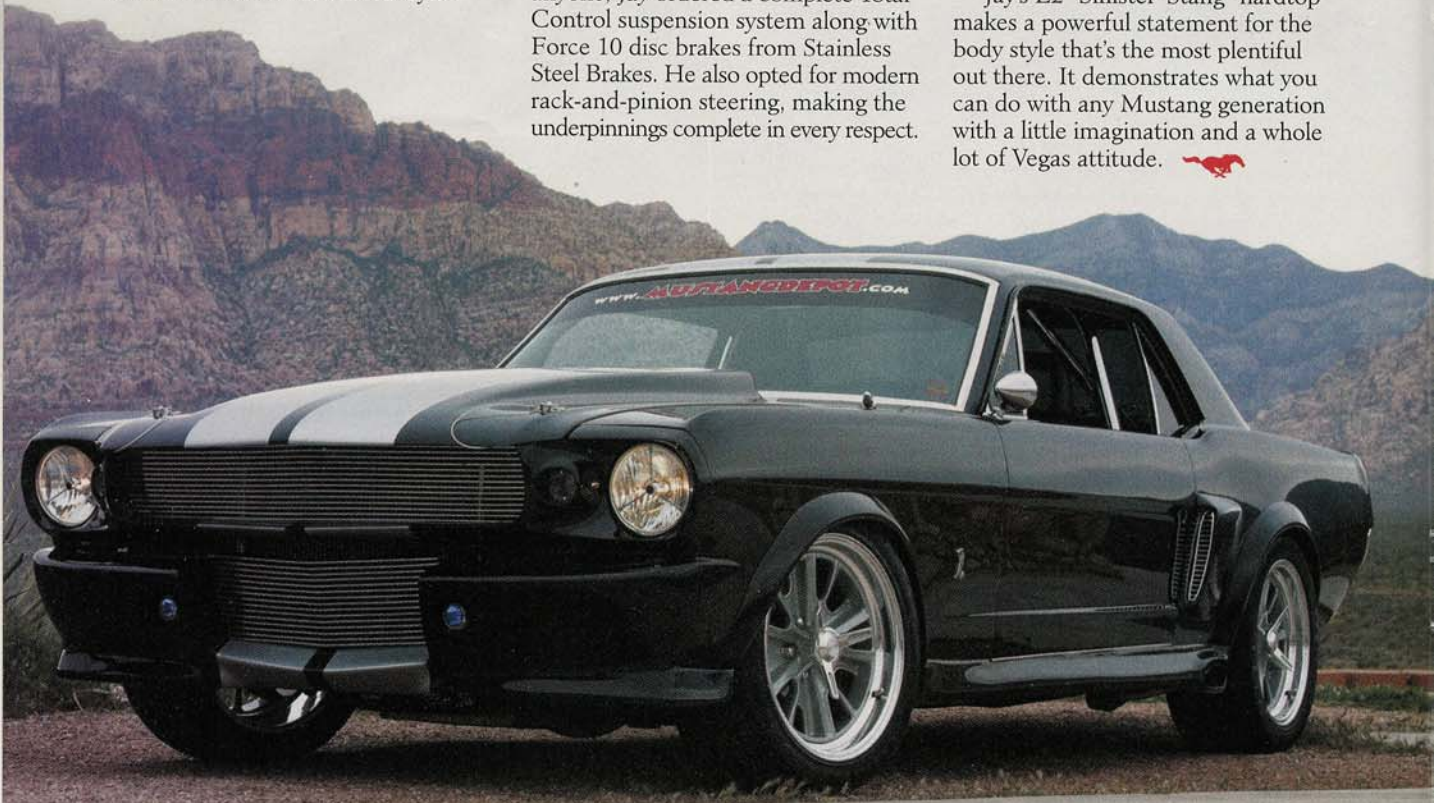 Control suspension system along with
Force 10 disc brakes from Stainless
Steel Brakes. He also opted for modern
rack-and-pinion steering, making the
underpinnings complete in every respect.
makes a powerful statement for the
body style that's the most plentiful
out there. It demonstrates what you
can do with any Mustang generation
with a little imagination and a whole
lot of Vegas attitude.
www.MUSTANGDEPOT.COM